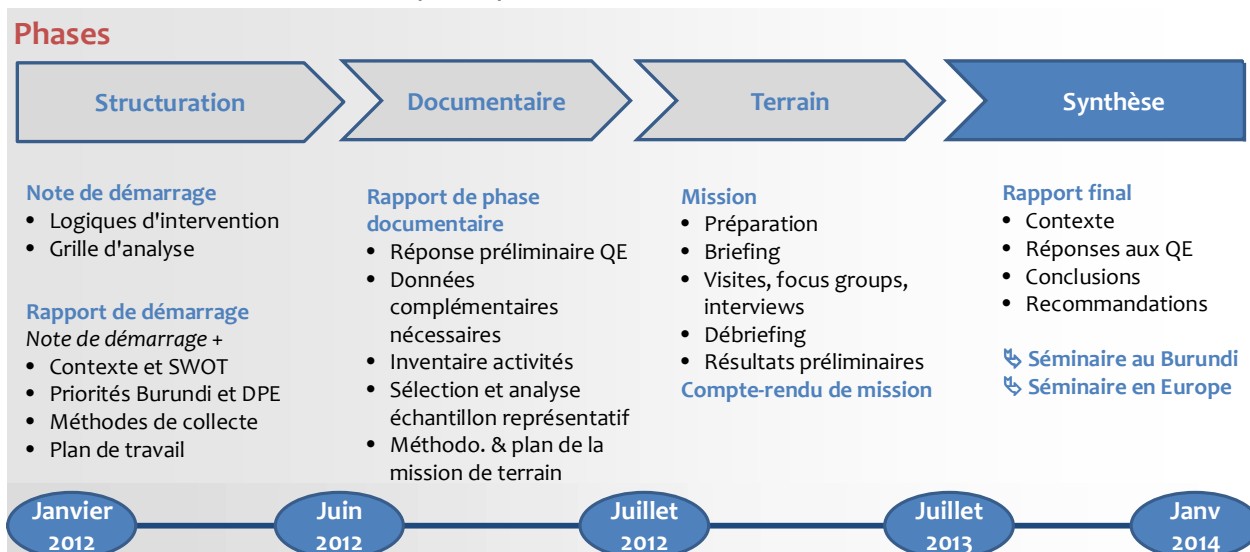 Phases
Structuration
Documentaire
Terrain
Synthèse
Note de démarrage
• Logiques d'intervention
• Grille d'analyse
Rapport de démarrage
Note de démarrage +
• Contexte et SWOT
• Priorités Burundi et DPE
• Méthodes de collecte
• Plan de travail
Rapport de phase
documentaire
• Réponse préliminaire QE
• Données
complémentaires
nécessaires
• Inventaire activités
• Sélection et analyse
échantillon représentatif
• Méthodo. & plan de la
mission de terrain
Mission
• Préparation
• Briefing
• Visites, focus groups,
interviews
• Débriefing
• Résultats préliminaires
Compte-rendu de mission
Rapport final
• Contexte
• Réponses aux QE
• Conclusions
• Recommandations
Séminaire au Burundi
Séminaire en Europe
Janvier
2012
Juin
2012
Juillet
2012
Juillet
2013
Janv
2014